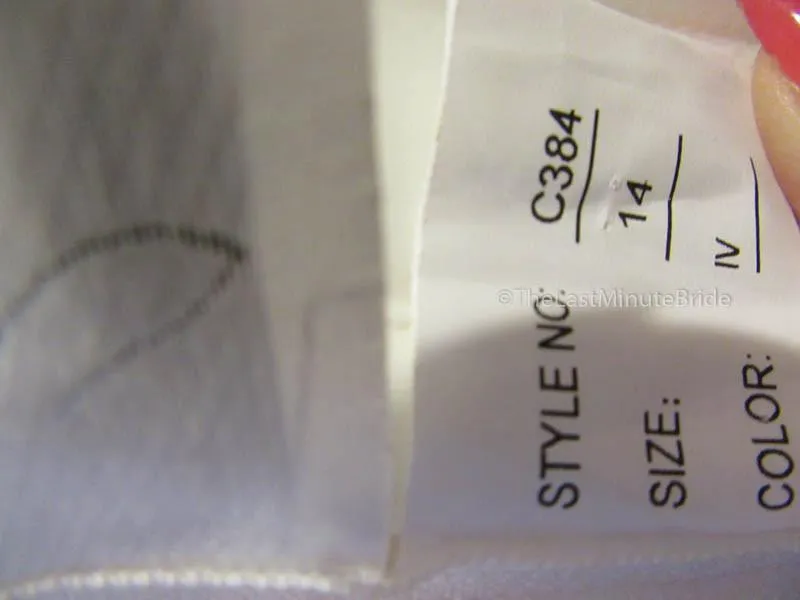 STYLE NO: C384
SIZE: 14
COLOR: IV
©TheLastMinuteBride